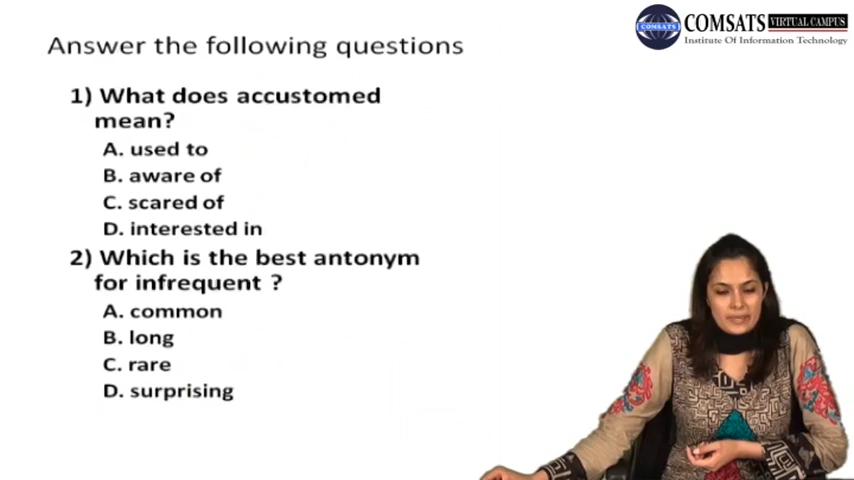 COMSATS VIRTUAL CAMPUS
COMSATS
Institute Of Information Technology
Answer the following questions
1) What does accustomed
mean?
A. used to
B. aware of
C. scared of
D. interested in
2) Which is the best antonym
for infrequent ?
A. common
B. long
C. rare
D. surprising